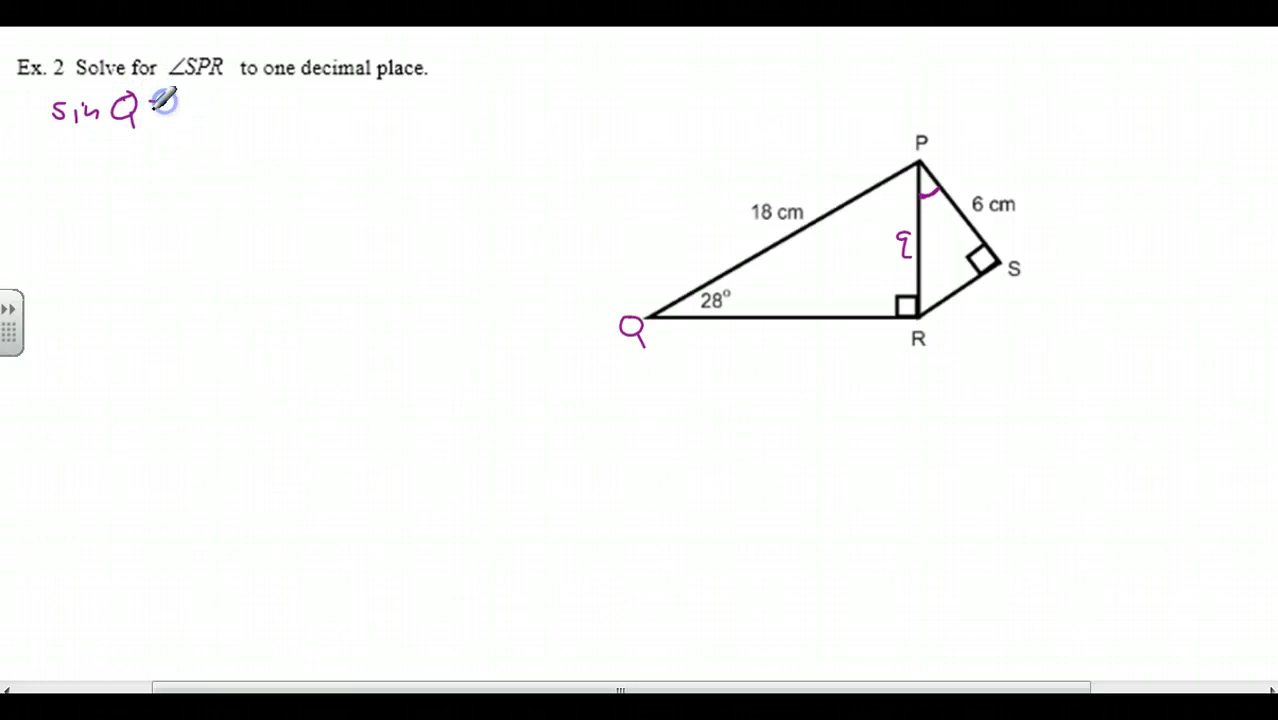 Ex. 2 Solve for ∠SPR to one decimal place.
sin Q
P
18 cm
6 cm
q
S
28°
Q
R